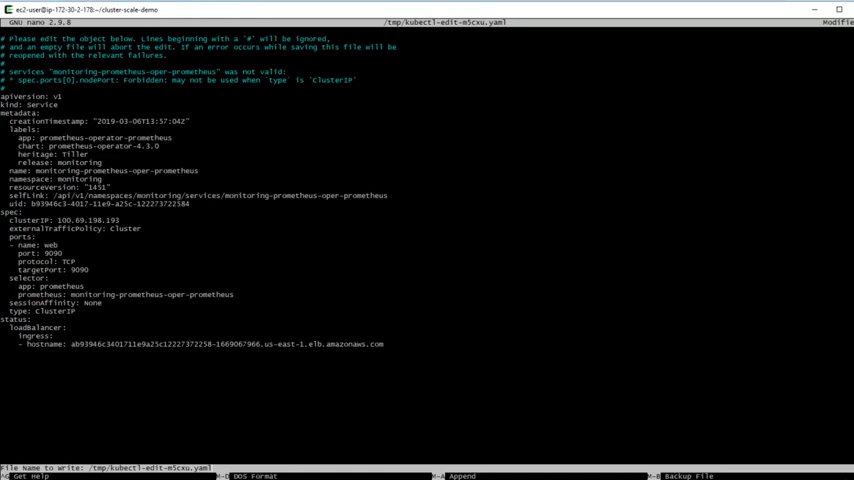 ec2-user@ip-172-30-2-178:~/cluster-scale-demo
GNU nano 2.9.8 /tmp/kubectl-edit-m5cxu.yaml Modifie
# Please edit the object below. Lines beginning with a '#' will be ignored,
# and an empty file will abort the edit. If an error occurs while saving this file will be
# reopened with the relevant failures.
#
# services "monitoring-prometheus-oper-prometheus" was not valid:
# * spec.ports[0].nodePort: Forbidden: may not be used when `type` is 'ClusterIP'
#
apiVersion: v1
kind: Service
metadata:
creationTimestamp: "2019-03-06T13:57:04Z"
labels:
app: prometheus-operator-prometheus
chart: prometheus-operator-4.3.0
heritage: Tiller
release: monitoring
name: monitoring-prometheus-oper-prometheus
namespace: monitoring
resourceVersion: "1451"
selfLink: /api/v1/namespaces/monitoring/services/monitoring-prometheus-oper-prometheus
uid: b93946c3-4017-11e9-a25c-122273722584
spec:
clusterIP: 100.69.198.193
externalTrafficPolicy: Cluster
ports:
- name: web
port: 9090
protocol: TCP
targetPort: 9090
selector:
app: prometheus
prometheus: monitoring-prometheus-oper-prometheus
sessionAffinity: None
type: ClusterIP
status:
loadBalancer:
ingress:
- hostname: ab93946c3401711e9a25c12227372258-1669067966.us-east-1.elb.amazonaws.com
File Name to Write: /tmp/kubectl-edit-m5cxu.yaml
^G Get Help M-D DOS Format M-A Append M-B Backup File